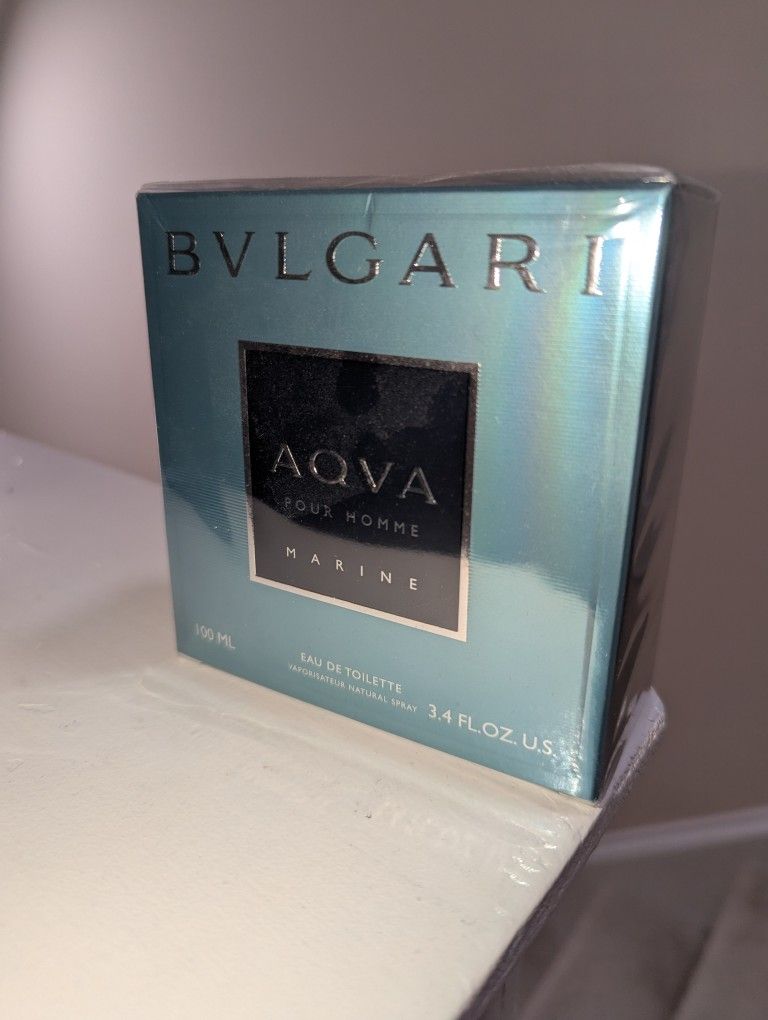 BVLGARI
AQVA
POUR HOMME
MARINE
100 ML
EAU DE TOILETTE
VAPORISATEUR NATURAL SPRAY
3.4 FL.OZ. U.S.